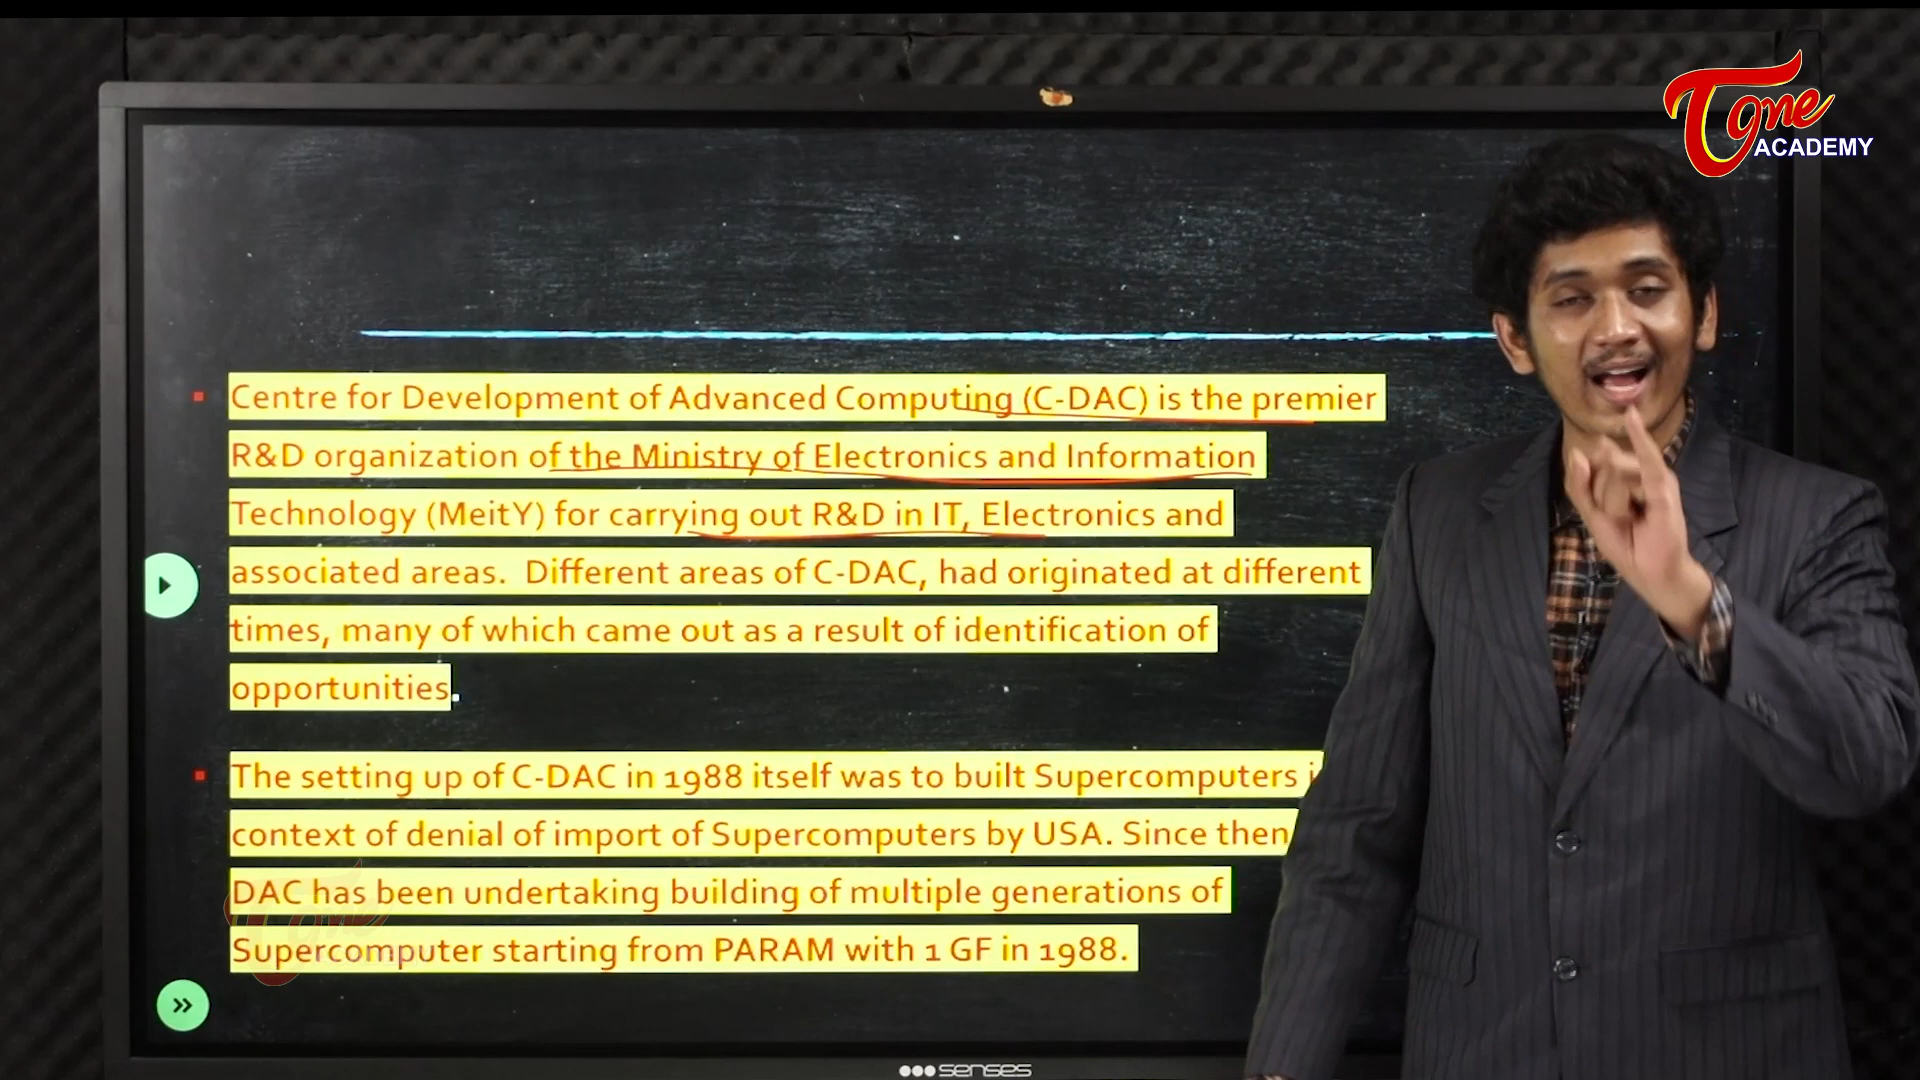 Tone
ACADEMY
Centre for Development of Advanced Computing (C-DAC) is the premier
R&D organization of the Ministry of Electronics and Information
Technology (MeitY) for carrying out R&D in IT, Electronics and
associated areas.  Different areas of C-DAC, had originated at different
times, many of which came out as a result of identification of
opportunities.
The setting up of C-DAC in 1988 itself was to built Supercomputers
context of denial of import of Supercomputers by USA. Since then
DAC has been undertaking building of multiple generations of
Supercomputer starting from PARAM with 1 GF in 1988.
Tone
senses